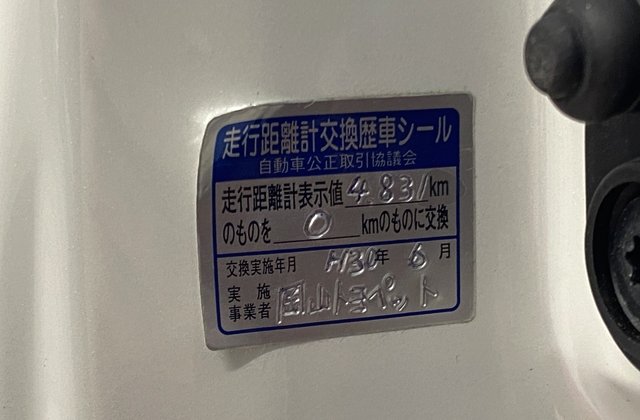 走行距離計交換歴車シール
自動車公正取引協議会
走行距離計表示値 4831 km
のものを 0 kmのものに交換
交換実施年月 H30年 6月
実施事業者 岡山トヨペット